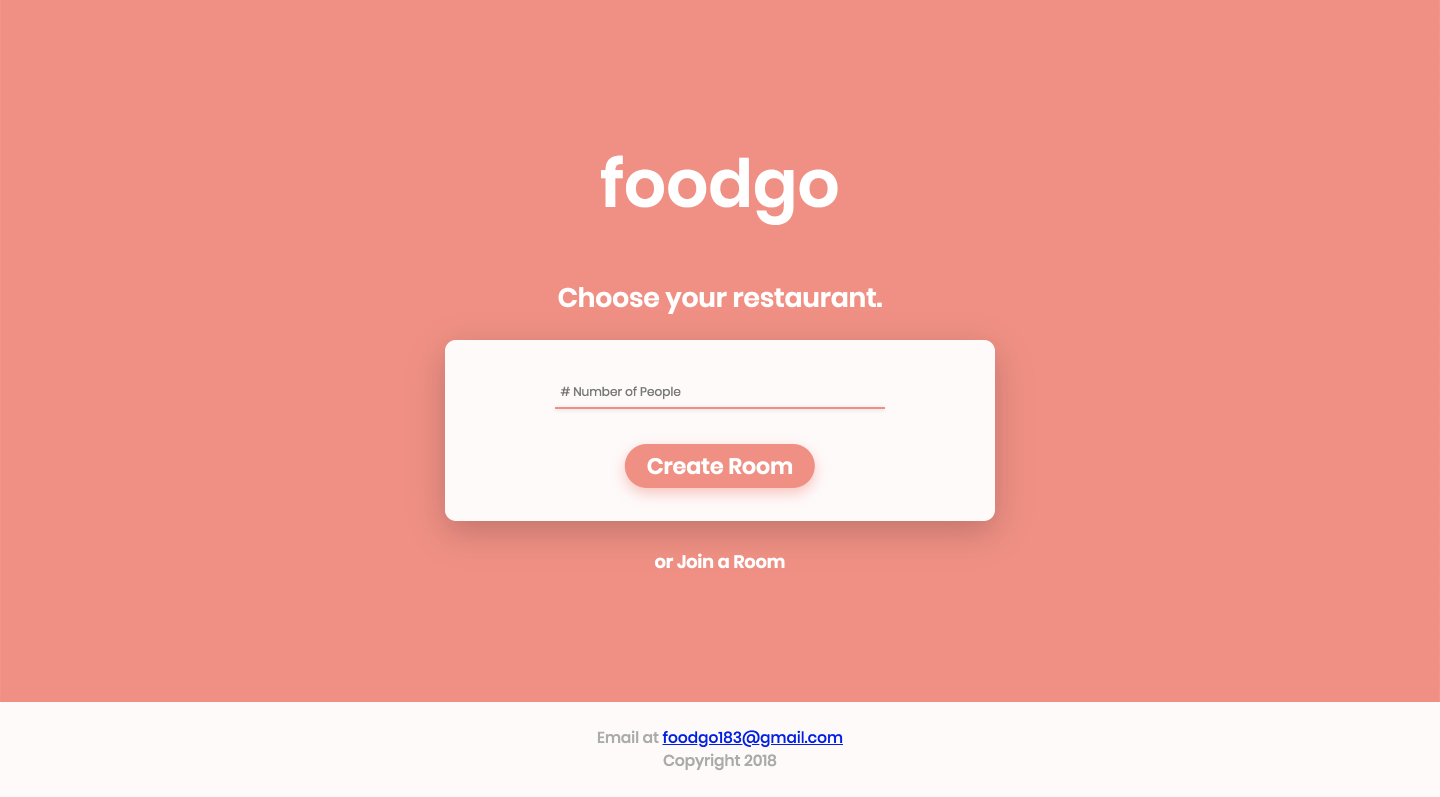 foodgo
Choose your restaurant.
# Number of People
Create Room
or Join a Room
Email at foodgo183@gmail.com
Copyright 2018